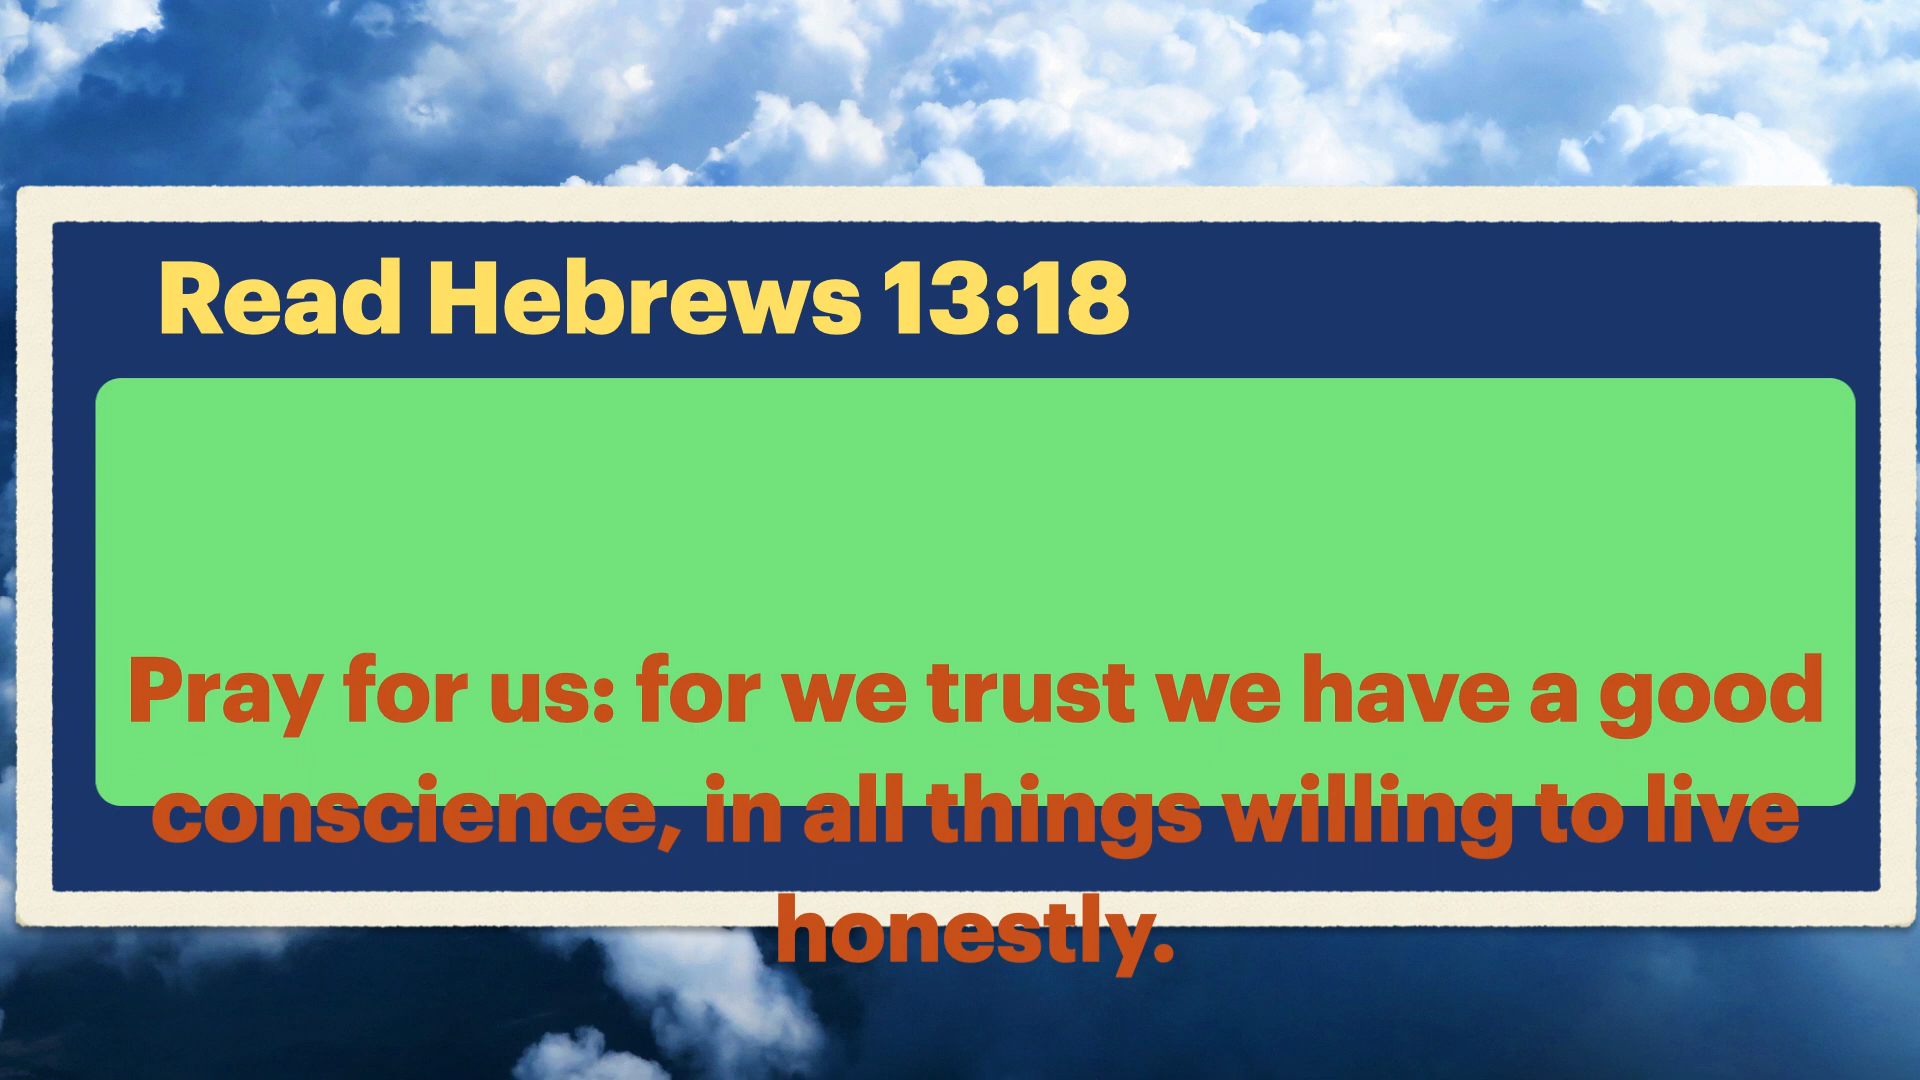 Read Hebrews 13:18
Pray for us: for we trust we have a good
conscience, in all things willing to live
honestly.